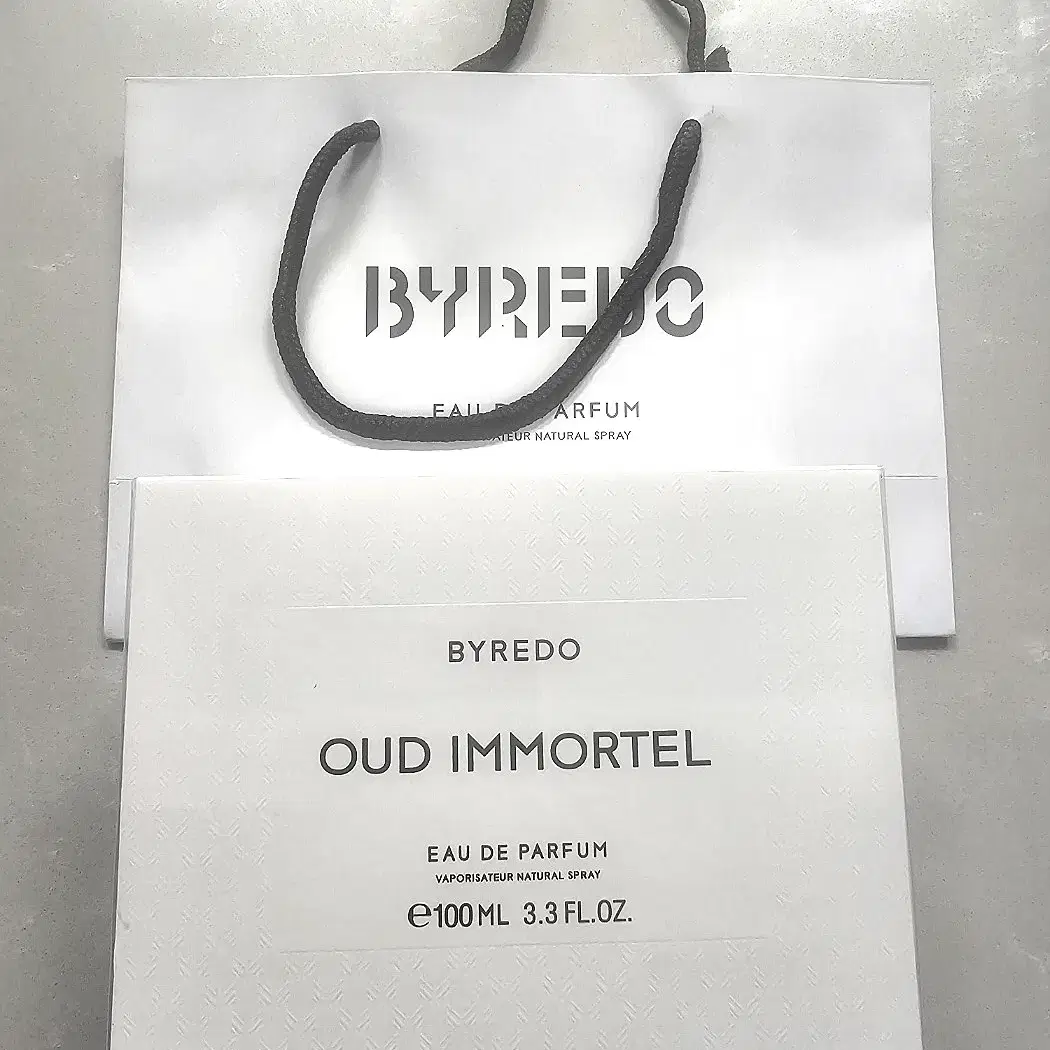 BYREDO
EAU DE PARFUM
NATURAL SPRAY
BYREDO
OUD IMMORTEL
EAU DE PARFUM
VAPORISATEUR NATURAL SPRAY
℮100ML 3.3 FL.OZ.